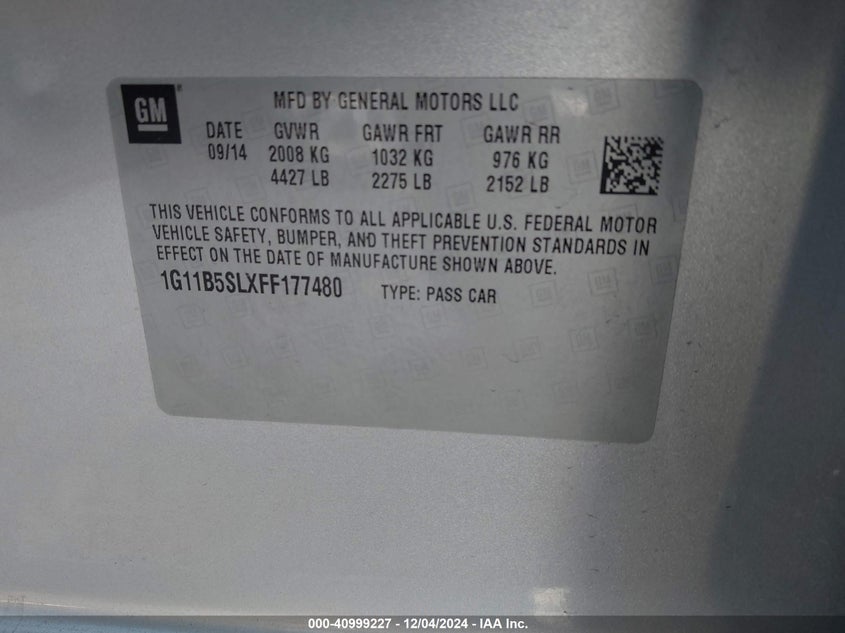 GM
MFD BY GENERAL MOTORS LLC
DATE GVWR GAWR FRT GAWR RR
09/14 2008 KG 1032 KG 976 KG
4427 LB 2275 LB 2152 LB
THIS VEHICLE CONFORMS TO ALL APPLICABLE U.S. FEDERAL MOTOR
VEHICLE SAFETY, BUMPER, AND THEFT PREVENTION STANDARDS IN
EFFECT ON THE DATE OF MANUFACTURE SHOWN ABOVE.
1G11B5SLXFF177480 TYPE: PASS CAR
000-40999227 - 12/04/2024 - IAA Inc.